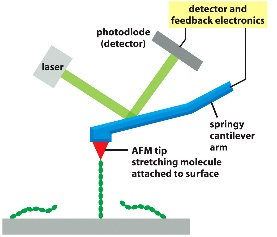 detector and
feedback electronics
photodiode
(detector)
laser
springy
cantilever
arm
AFM tip
stretching molecule
attached to surface